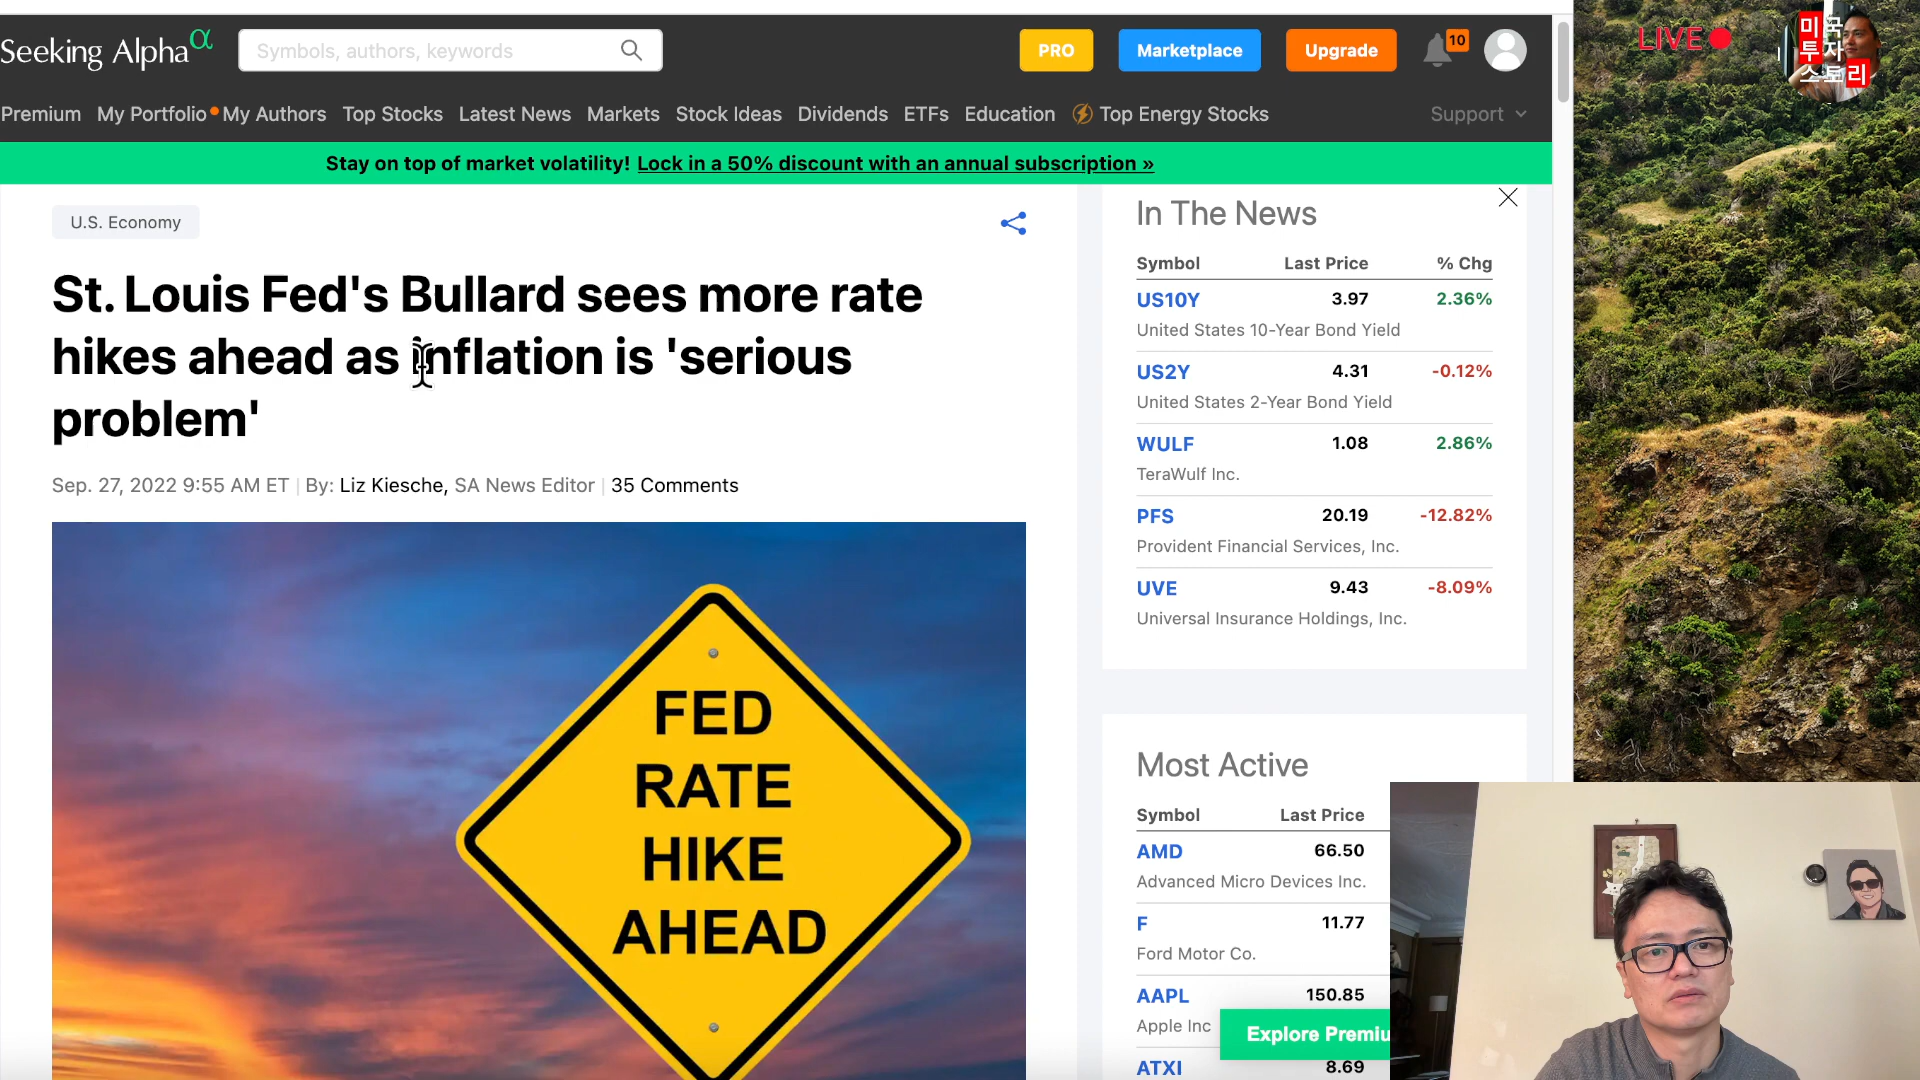 Seeking Alpha α
Symbols, authors, keywords
PRO
Marketplace
Upgrade
10
Premium My Portfolio My Authors Top Stocks Latest News Markets Stock Ideas Dividends ETFs Education Top Energy Stocks Support
Stay on top of market volatility! Lock in a 50% discount with an annual subscription »
U.S. Economy
St. Louis Fed's Bullard sees more rate
hikes ahead as inflation is 'serious
problem'
Sep. 27, 2022 9:55 AM ET | By: Liz Kiesche, SA News Editor | 35 Comments
FED
RATE
HIKE
AHEAD
In The News
Symbol Last Price % Chg
US10Y 3.97 2.36%
United States 10-Year Bond Yield
US2Y 4.31 -0.12%
United States 2-Year Bond Yield
WULF 1.08 2.86%
TeraWulf Inc.
PFS 20.19 -12.82%
Provident Financial Services, Inc.
UVE 9.43 -8.09%
Universal Insurance Holdings, Inc.
Most Active
Symbol Last Price
AMD 66.50
Advanced Micro Devices Inc.
F 11.77
Ford Motor Co.
AAPL 150.85
Apple Inc
Explore Premiu
ATXI 8.69
LIVE
미국
투자
스토리